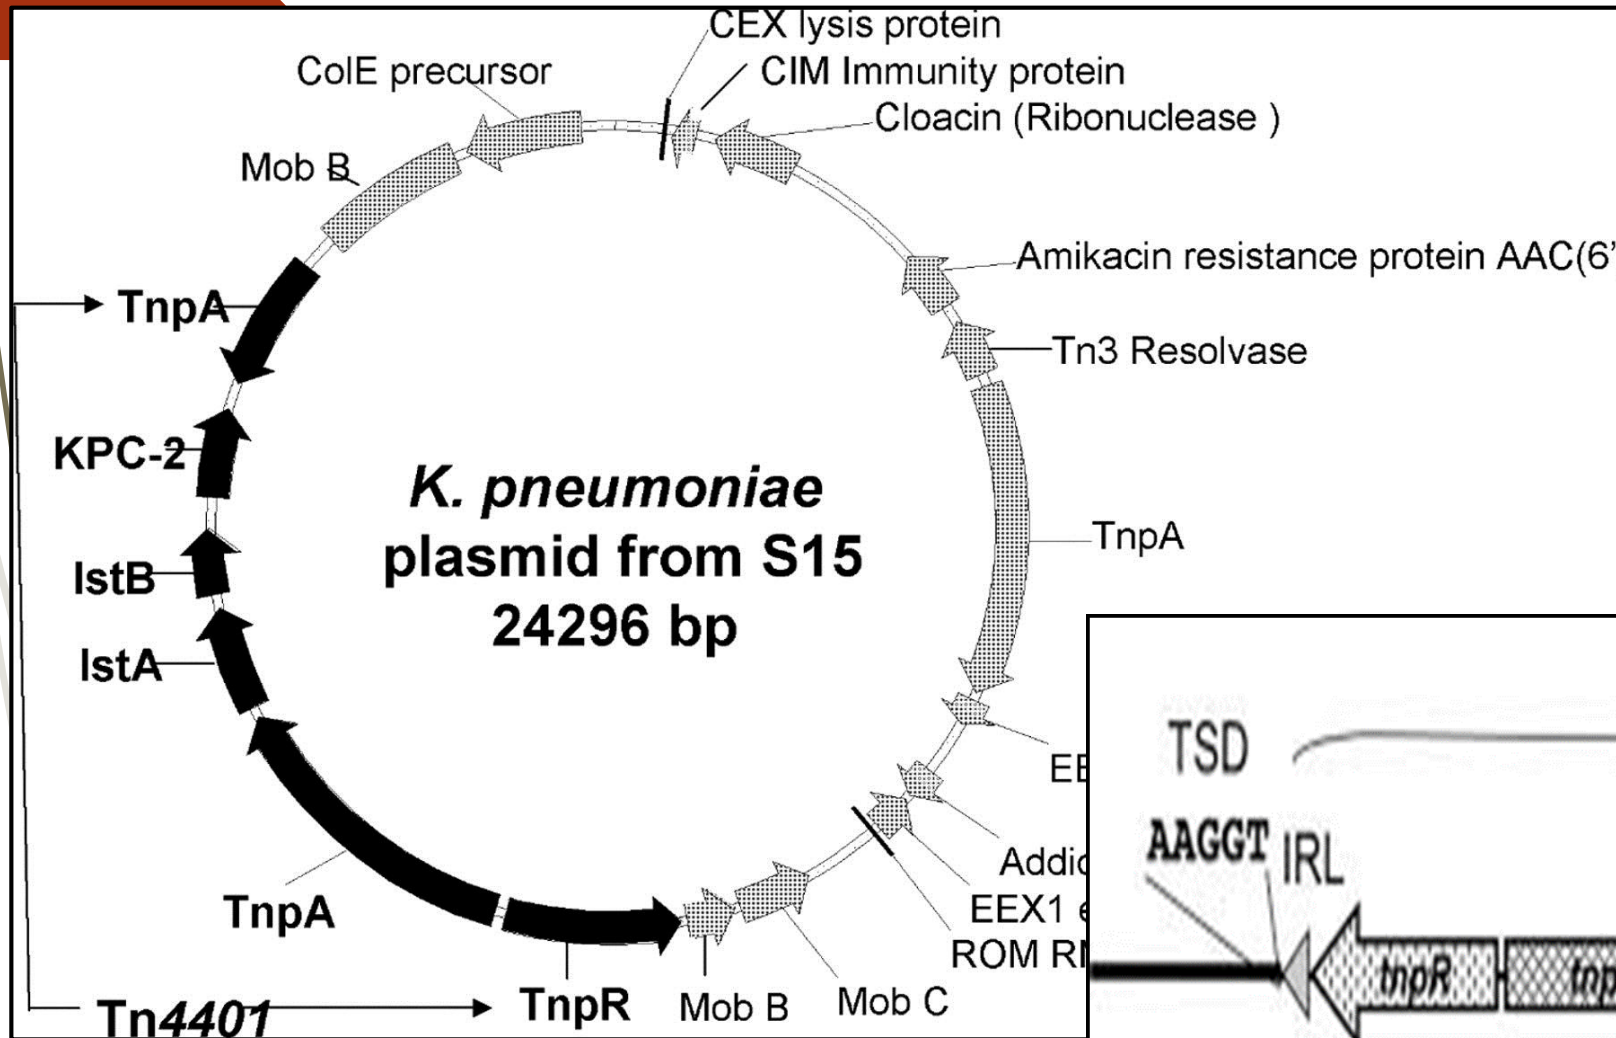 CEX lysis protein
ColE precursor
CIM Immunity protein
Cloacin (Ribonuclease )
Mob B
Amikacin resistance protein AAC(6'
TnpA
Tn3 Resolvase
KPC-2
K. pneumoniae
plasmid from S15
24296 bp
TnpA
IstB
IstA
TnpA
Addic
EEX1 e
ROM RN
Mob B
Mob C
TnpR
Tn4401
TSD
AAGGT IRL
tnpR
tnp